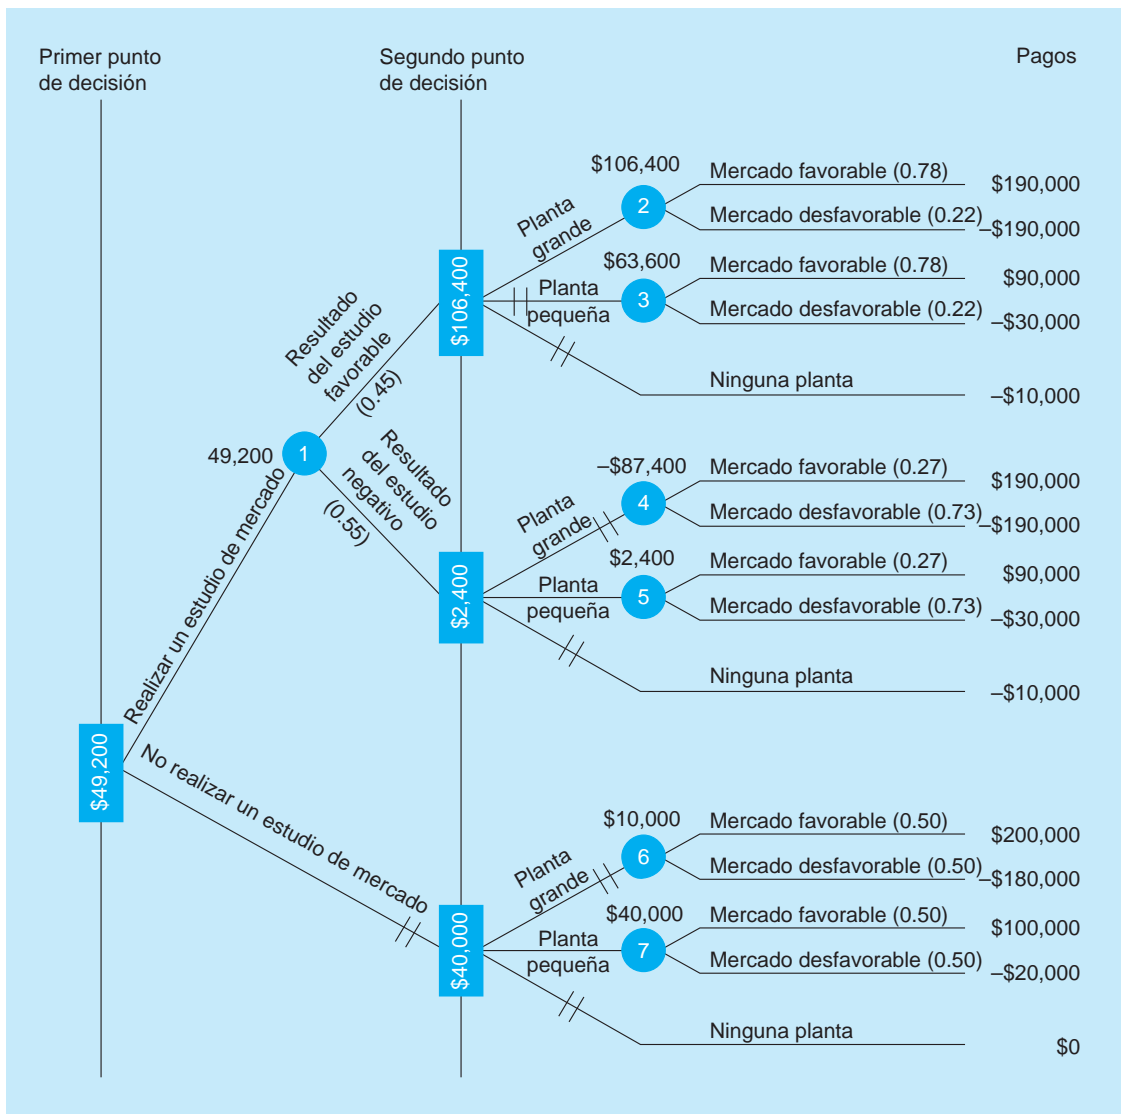 Primer punto
de decisión
Segundo punto
de decisión
Pagos
$49,200
Realizar un estudio de mercado
49,200
1
Resultado
del estudio
favorable
(0.45)
$106,400
Planta
grande
$106,400
2
Mercado favorable (0.78)
$190,000
Mercado desfavorable (0.22)
–$190,000
Planta
pequeña
$63,600
3
Mercado favorable (0.78)
$90,000
Mercado desfavorable (0.22)
–$30,000
Ninguna planta
–$10,000
Resultado
del estudio
negativo
(0.55)
$2,400
Planta
grande
–$87,400
4
Mercado favorable (0.27)
$190,000
Mercado desfavorable (0.73)
–$190,000
Planta
pequeña
$2,400
5
Mercado favorable (0.27)
$90,000
Mercado desfavorable (0.73)
–$30,000
Ninguna planta
–$10,000
No realizar un estudio de mercado
$40,000
Planta
grande
$10,000
6
Mercado favorable (0.50)
$200,000
Mercado desfavorable (0.50)
–$180,000
Planta
pequeña
$40,000
7
Mercado favorable (0.50)
$100,000
Mercado desfavorable (0.50)
–$20,000
Ninguna planta
$0